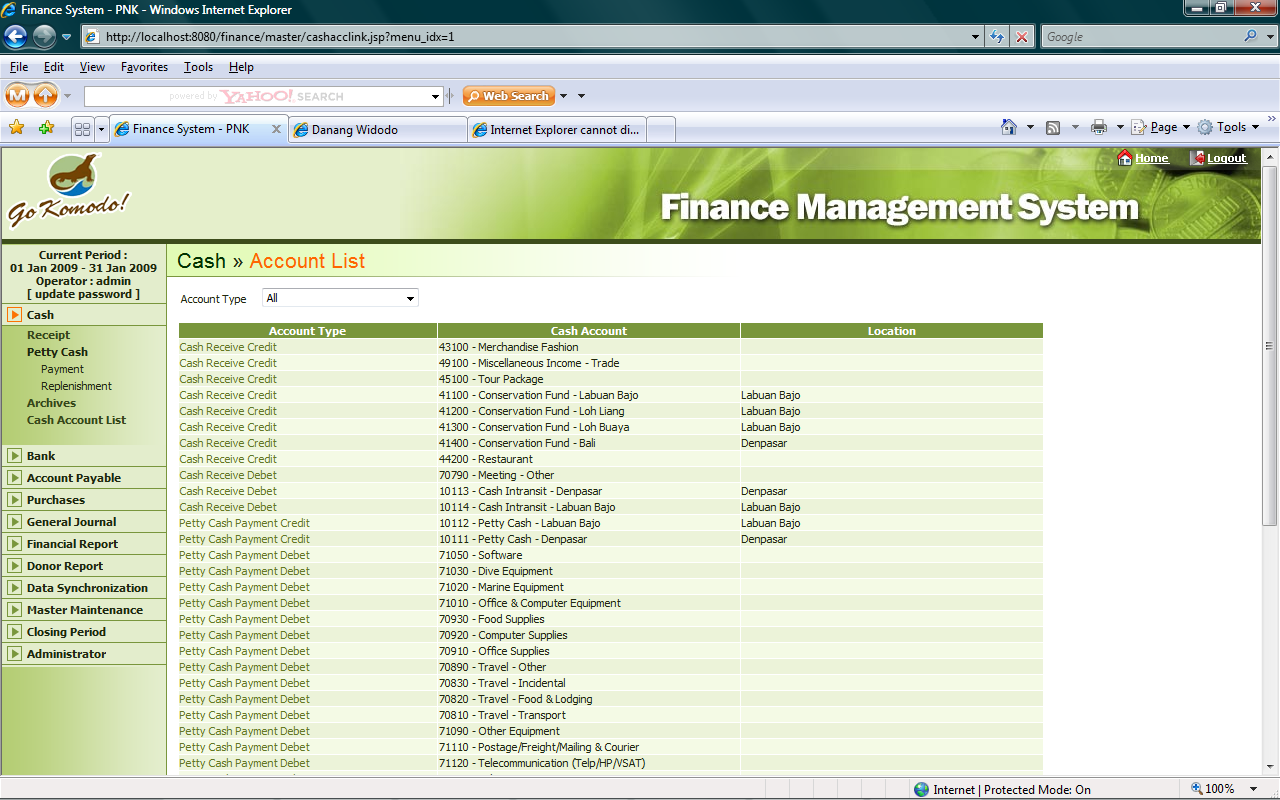 Finance System - PNK - Windows Internet Explorer
http://localhost:8080/finance/master/cashacclink.jsp?menu_idx=1
Google
File Edit View Favorites Tools Help
M powered by YAHOO! SEARCH Web Search
Finance System - PNK Danang Widodo Internet Explorer cannot di... Page Tools
Home Logout
Go Komodo!
Finance Management System
Current Period :
01 Jan 2009 - 31 Jan 2009
Operator : admin
[ update password ]
Cash
Receipt
Petty Cash
Payment
Replenishment
Archives
Cash Account List
Bank
Account Payable
Purchases
General Journal
Financial Report
Donor Report
Data Synchronization
Master Maintenance
Closing Period
Administrator
Cash » Account List
Account Type All
Account Type Cash Account Location
Cash Receive Credit 43100 - Merchandise Fashion
Cash Receive Credit 49100 - Miscellaneous Income - Trade
Cash Receive Credit 45100 - Tour Package
Cash Receive Credit 41100 - Conservation Fund - Labuan Bajo Labuan Bajo
Cash Receive Credit 41200 - Conservation Fund - Loh Liang Labuan Bajo
Cash Receive Credit 41300 - Conservation Fund - Loh Buaya Labuan Bajo
Cash Receive Credit 41400 - Conservation Fund - Bali Denpasar
Cash Receive Credit 44200 - Restaurant
Cash Receive Debet 70790 - Meeting - Other
Cash Receive Debet 10113 - Cash Intransit - Denpasar Denpasar
Cash Receive Debet 10114 - Cash Intransit - Labuan Bajo Labuan Bajo
Petty Cash Payment Credit 10112 - Petty Cash - Labuan Bajo Labuan Bajo
Petty Cash Payment Credit 10111 - Petty Cash - Denpasar Denpasar
Petty Cash Payment Debet 71050 - Software
Petty Cash Payment Debet 71030 - Dive Equipment
Petty Cash Payment Debet 71020 - Marine Equipment
Petty Cash Payment Debet 71010 - Office & Computer Equipment
Petty Cash Payment Debet 70930 - Food Supplies
Petty Cash Payment Debet 70920 - Computer Supplies
Petty Cash Payment Debet 70910 - Office Supplies
Petty Cash Payment Debet 70890 - Travel - Other
Petty Cash Payment Debet 70830 - Travel - Incidental
Petty Cash Payment Debet 70820 - Travel - Food & Lodging
Petty Cash Payment Debet 70810 - Travel - Transport
Petty Cash Payment Debet 71090 - Other Equipment
Petty Cash Payment Debet 71110 - Postage/Freight/Mailing & Courier
Petty Cash Payment Debet 71120 - Telecommunication (Telp/HP/VSAT)
Internet | Protected Mode: On 100%